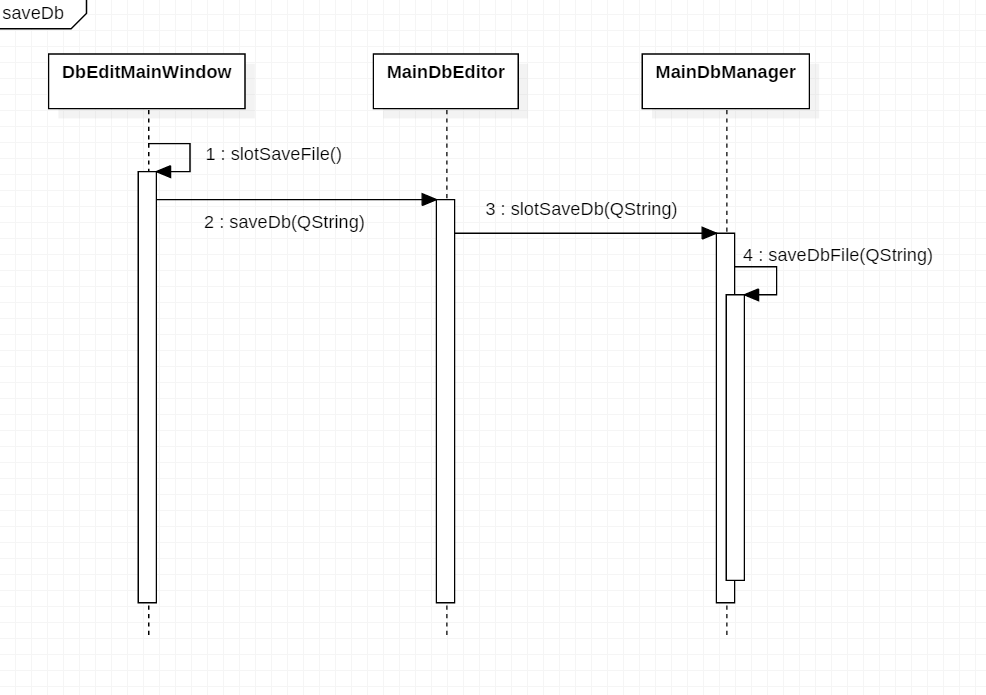 saveDb
DbEditMainWindow
MainDbEditor
MainDbManager
1 : slotSaveFile()
2 : saveDb(QString)
3 : slotSaveDb(QString)
4 : saveDbFile(QString)